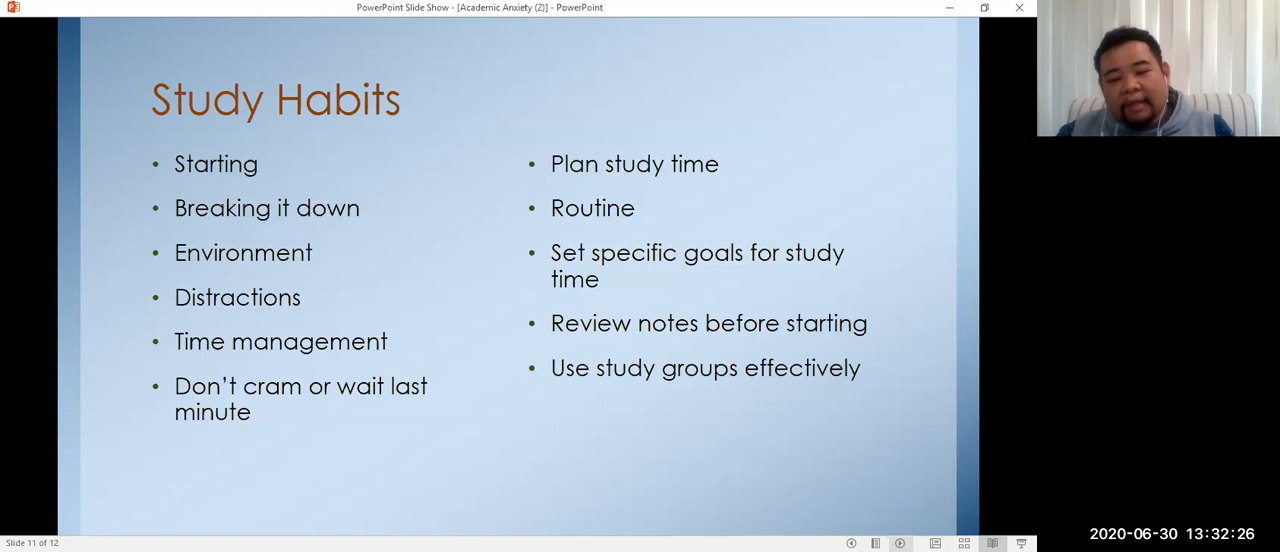 PowerPoint Slide Show - [Academic Anxiety (2)] - PowerPoint
Study Habits
• Starting
• Breaking it down
• Environment
• Distractions
• Time management
• Don't cram or wait last
minute
• Plan study time
• Routine
• Set specific goals for study
time
• Review notes before starting
• Use study groups effectively
Slide 11 of 12
2020-06-30 13:32:26